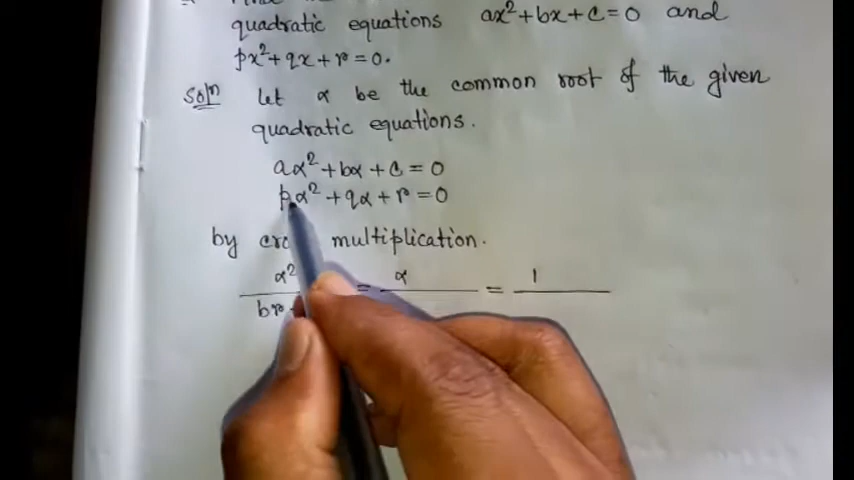 quadratic equations ax²+bx+c=0 and
px²+qx+r=0.
Solⁿ let α be the common root of the given
quadratic equations.
aα²+bα+c=0
pα²+qα+r=0
by multiplication.
α² = α = 1
br